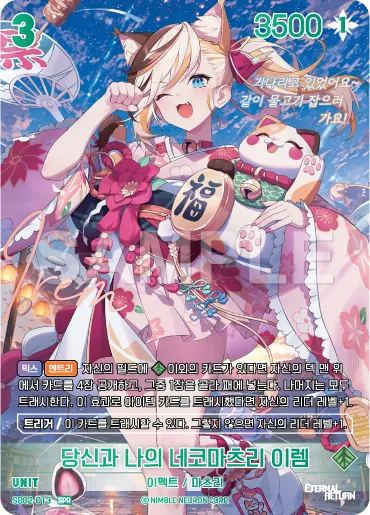 3
3500 1
기다리고 있었어요~
같이 물고기 잡으러
가요!
福
SAMPLE
믹스 엔트리 자신의 필드에 이외의 카드가 있다면 자신의 덱 맨 위
에서 카드를 4장 공개하고, 그중 1장을 골라 패에 넣는다. 나머지는 모두
트래시한다. 이 효과로 아이템 카드를 트래시했다면 자신의 리더 레벨+1.
트리거 / 이 카드를 트래시할 수 있다. 그렇지 않으면 자신의 리더 레벨+1.
당신과 나의 네코마츠리 이렘
UNIT 이펙트 / 마츠리
SP02-013 SPR © NIMBLE NEURON CORP. ETERNAL RETURN